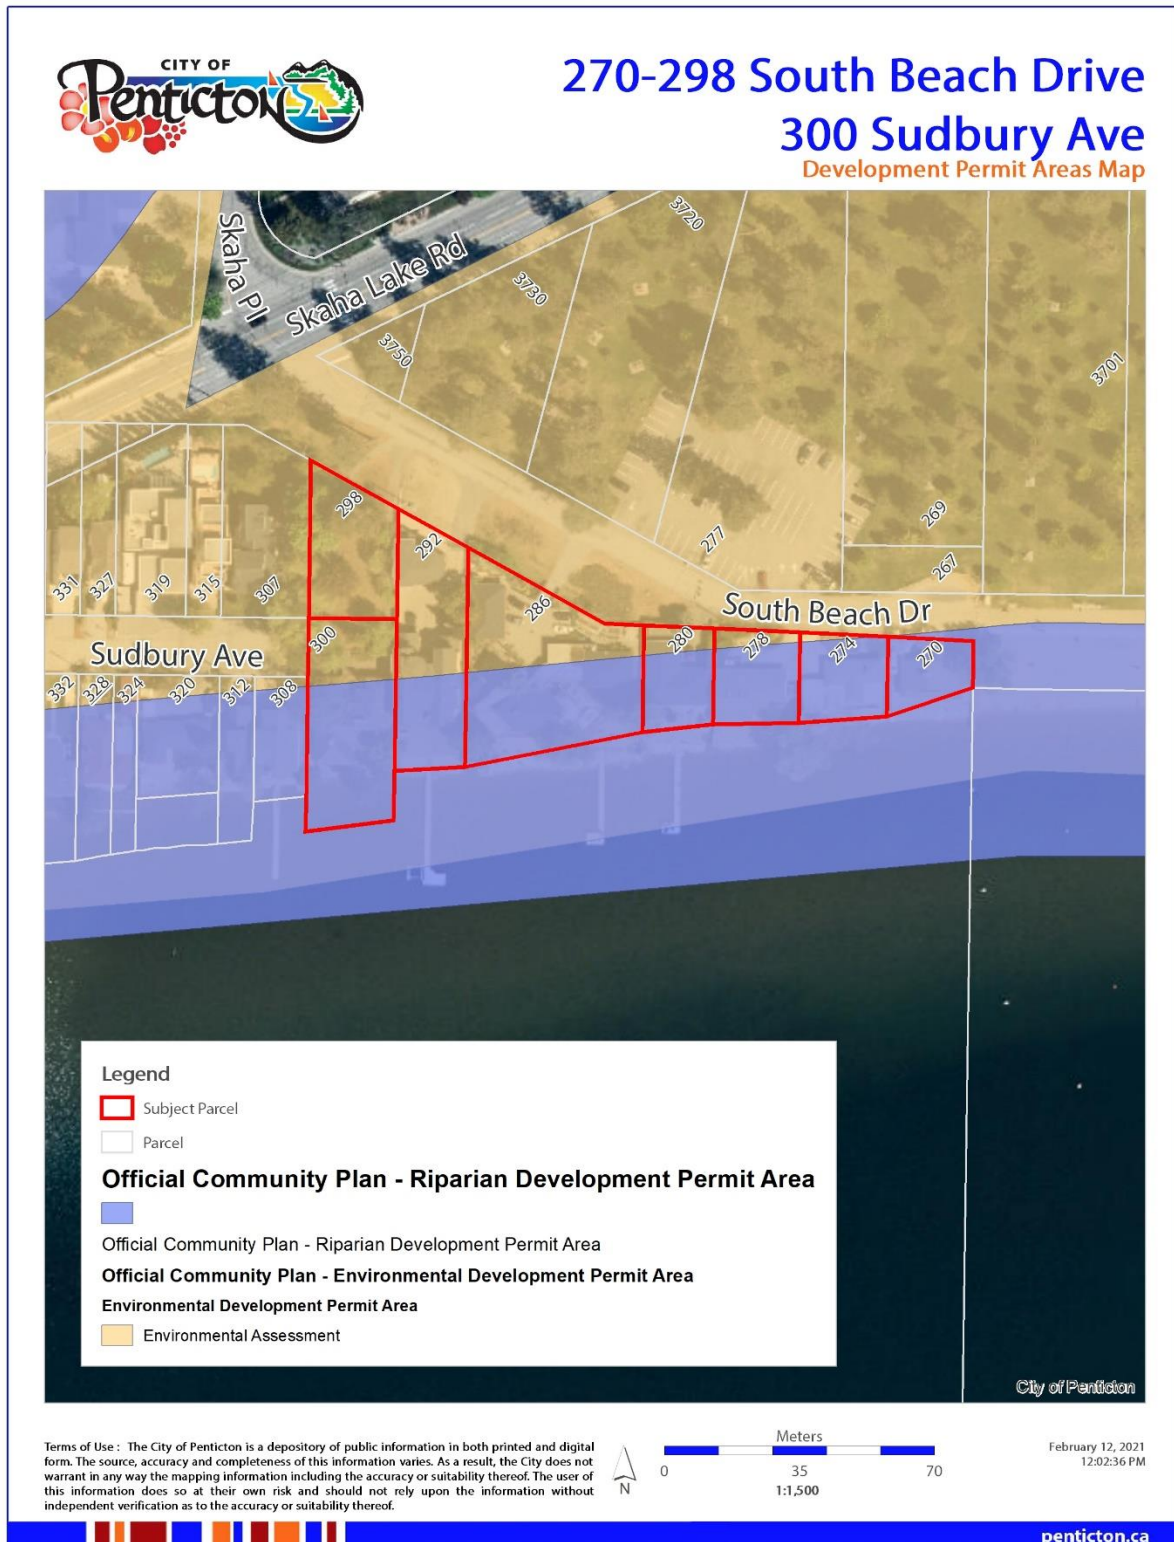 CITY OF
Penticton
270-298 South Beach Drive
300 Sudbury Ave
Development Permit Areas Map
Skaha Pl
Skaha Lake Rd
3720
3730
3750
3701
298
292
286
277
269
267
331
327
319
315
307
South Beach Dr
300
280
278
274
270
Sudbury Ave
332
328
324
320
312
308
Legend
Subject Parcel
Parcel
Official Community Plan - Riparian Development Permit Area
Official Community Plan - Riparian Development Permit Area
Official Community Plan - Environmental Development Permit Area
Environmental Development Permit Area
Environmental Assessment
City of Penticton
Terms of Use : The City of Penticton is a depository of public information in both printed and digital
form. The source, accuracy and completeness of this information varies. As a result, the City does not
warrant in any way the mapping information including the accuracy or suitability thereof. The user of
this information does so at their own risk and should not rely upon the information without
independent verification as to the accuracy or suitability thereof.
N
Meters
0 35 70
1:1,500
February 12, 2021
12:02:36 PM
penticton.ca